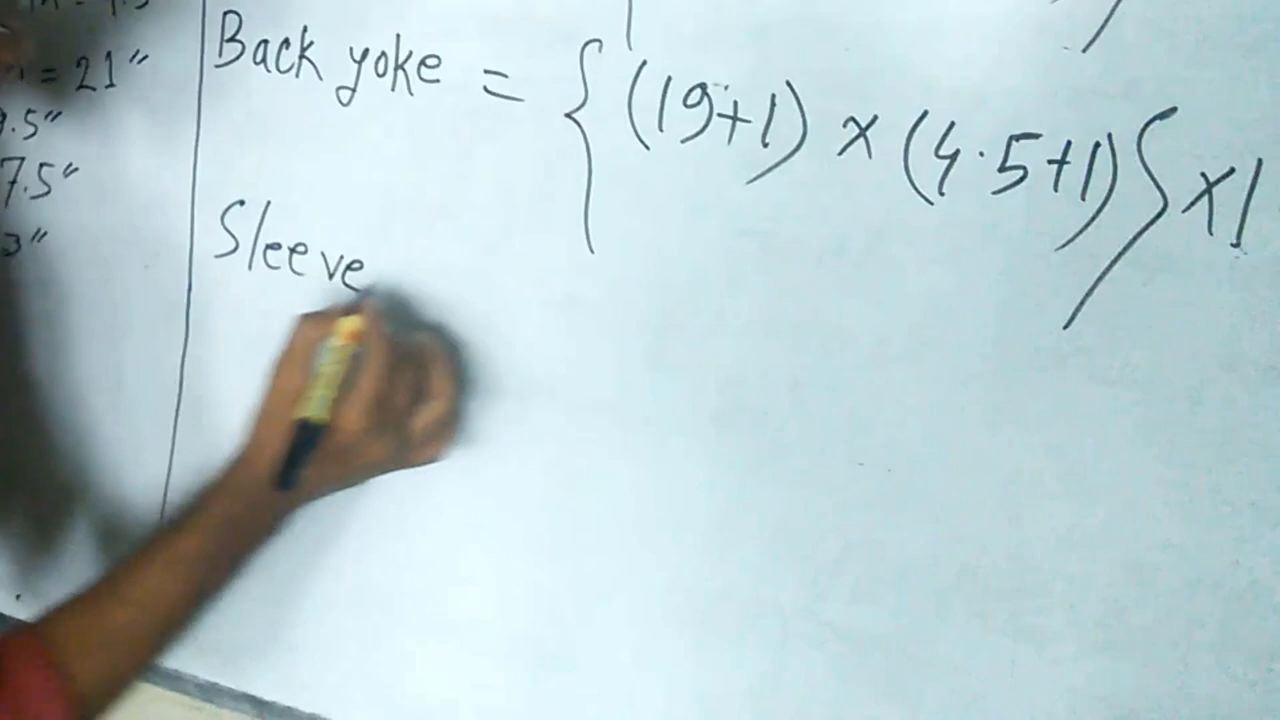 = 21"
.5"
7.5"
3"
Back yoke = {(19+1) × (4.5+1)} ×1
Sleeve